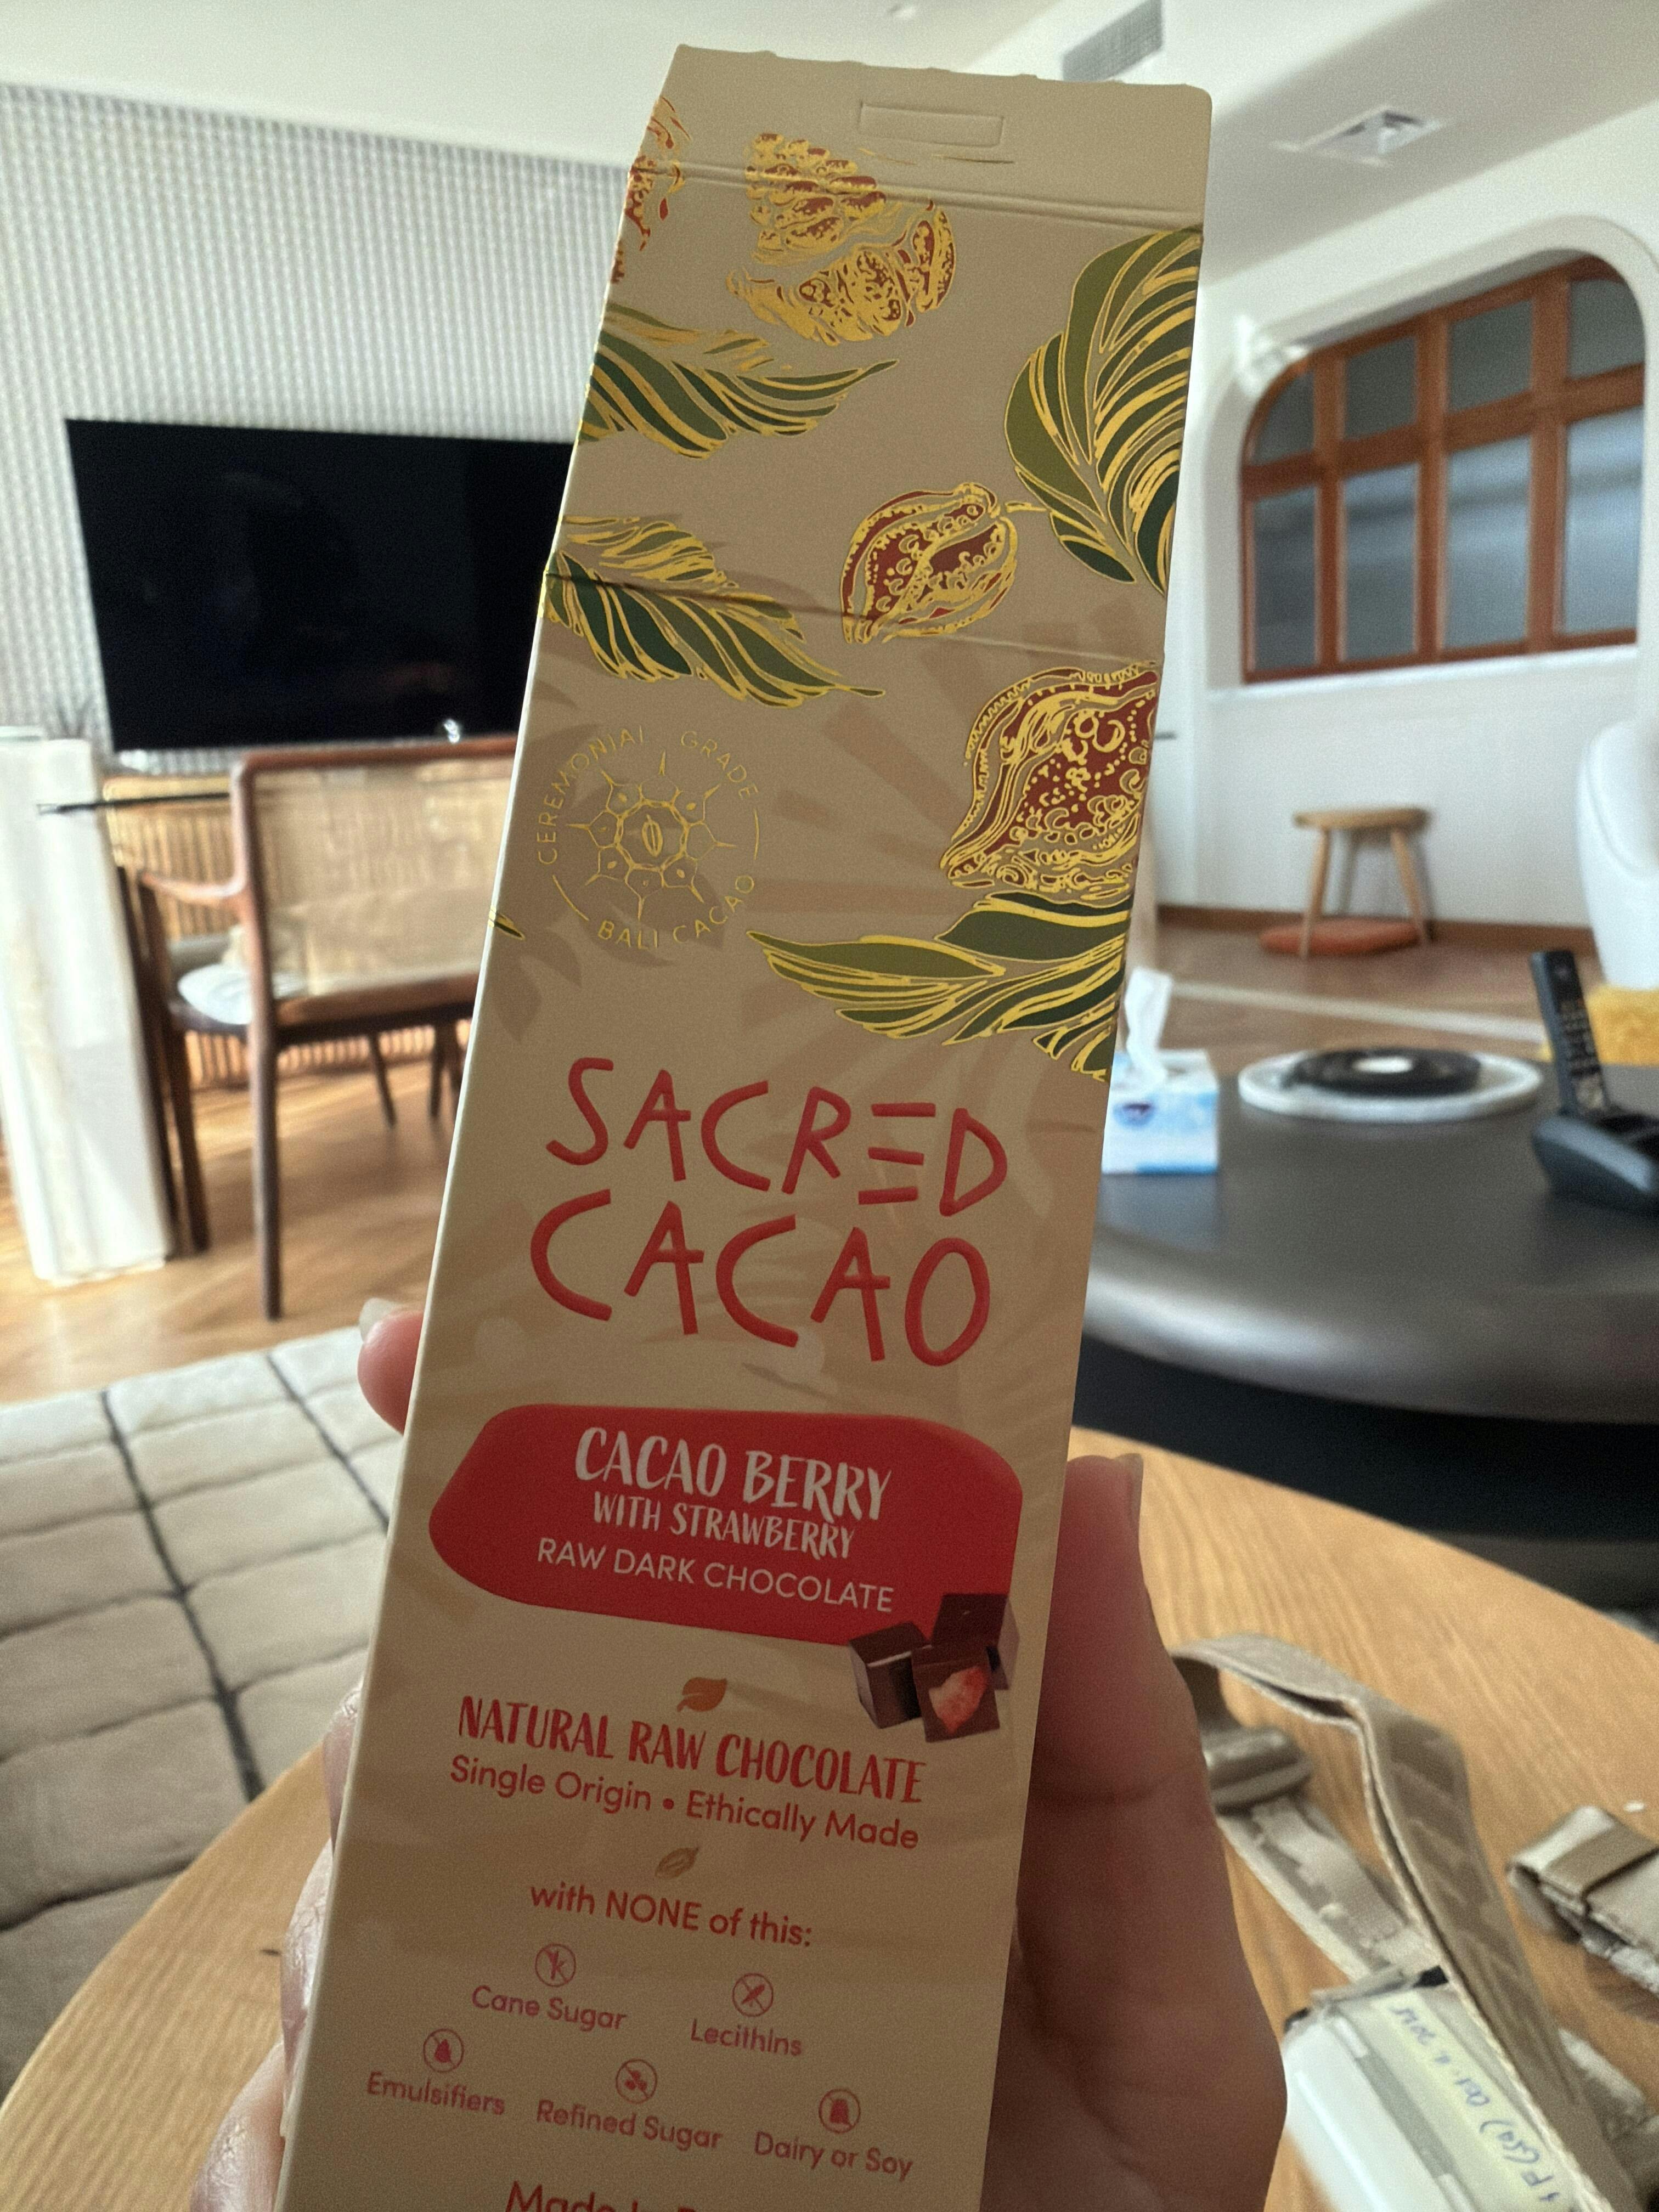 CEREMONIAL GRADE
BALI CACAO
SACRED
CACAO
CACAO BERRY
WITH STRAWBERRY
RAW DARK CHOCOLATE
NATURAL RAW CHOCOLATE
Single Origin • Ethically Made
with NONE of this:
Cane Sugar
Lecithins
Emulsifiers
Refined Sugar
Dairy or Soy
Made